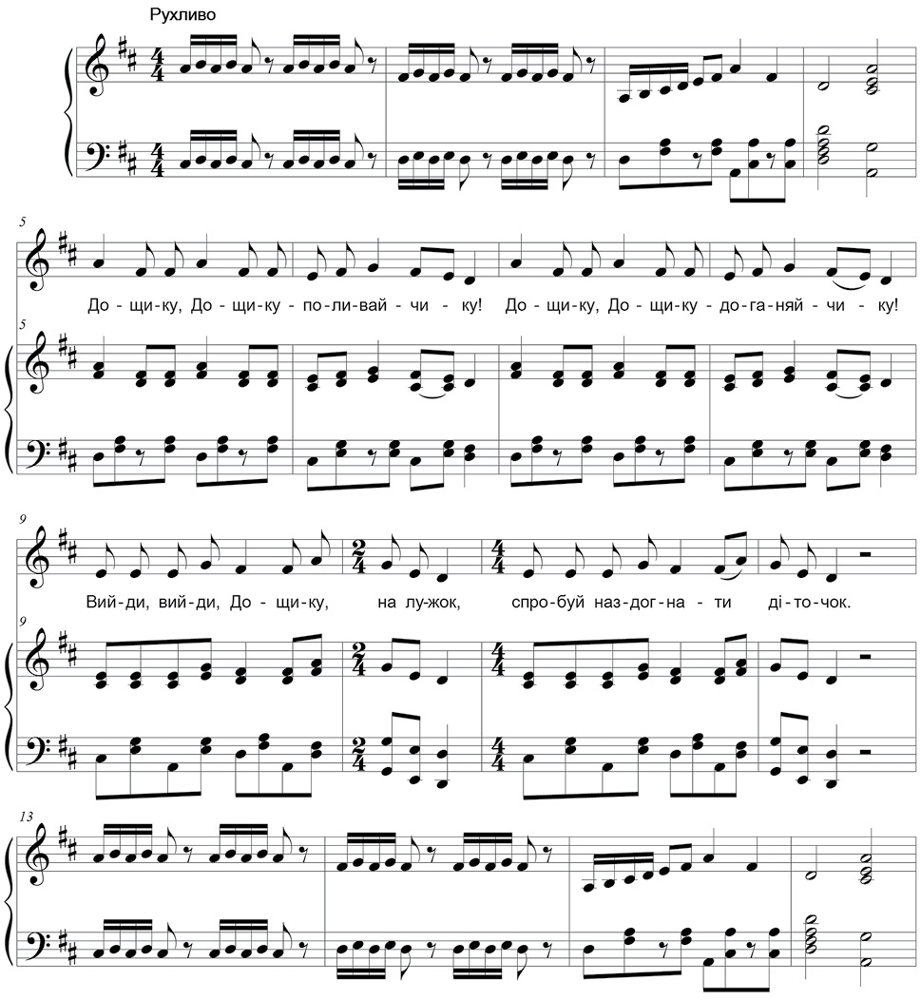 Рухливо
5
До - щи-ку, До - щи-ку - по-ли-вай - чи - ку! До - щи-ку, До - щи-ку - до-га-няй-чи - ку!
5
9
Вий-ди, вий-ди, До - щи-ку, на лу-жок, спро-буй наз-дог-на - ти ді-то-чок.
9
13